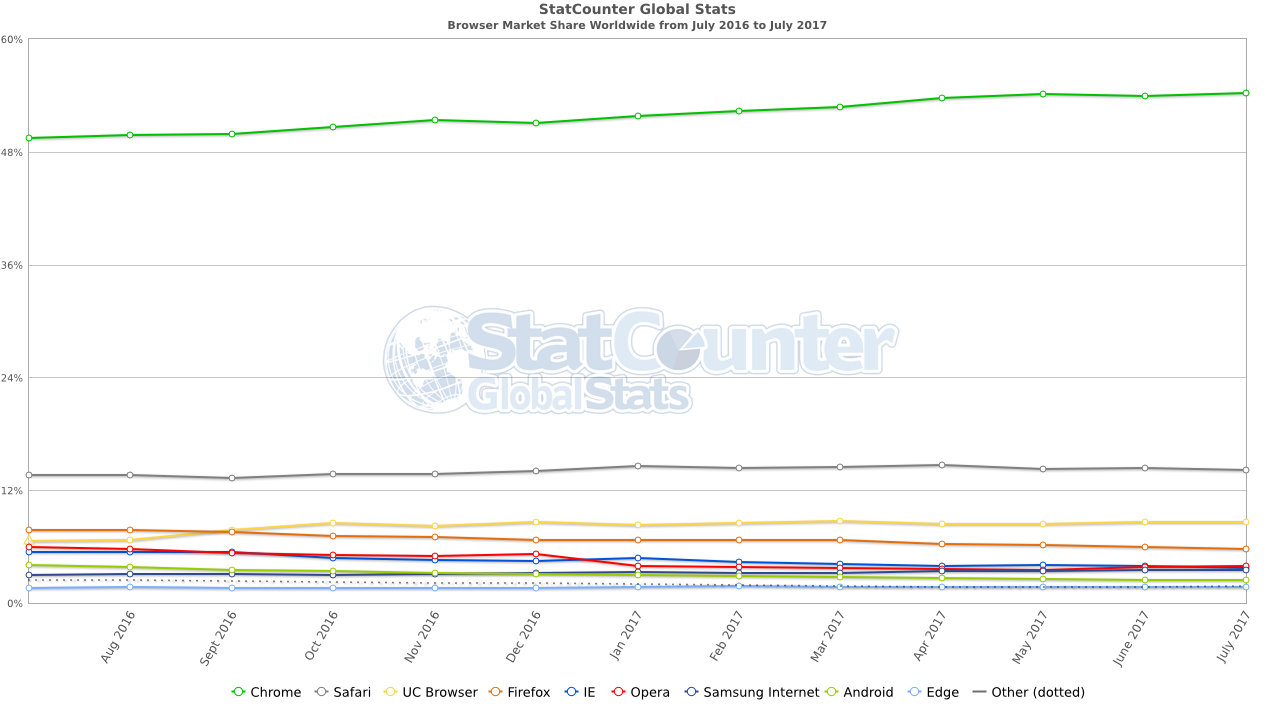 StatCounter Global Stats
Browser Market Share Worldwide from July 2016 to July 2017
60%
48%
36%
24%
12%
0%
StatCounter
GlobalStats
Aug 2016 Sept 2016 Oct 2016 Nov 2016 Dec 2016 Jan 2017 Feb 2017 Mar 2017 Apr 2017 May 2017 June 2017 July 2017
Chrome Safari UC Browser Firefox IE Opera Samsung Internet Android Edge Other (dotted)